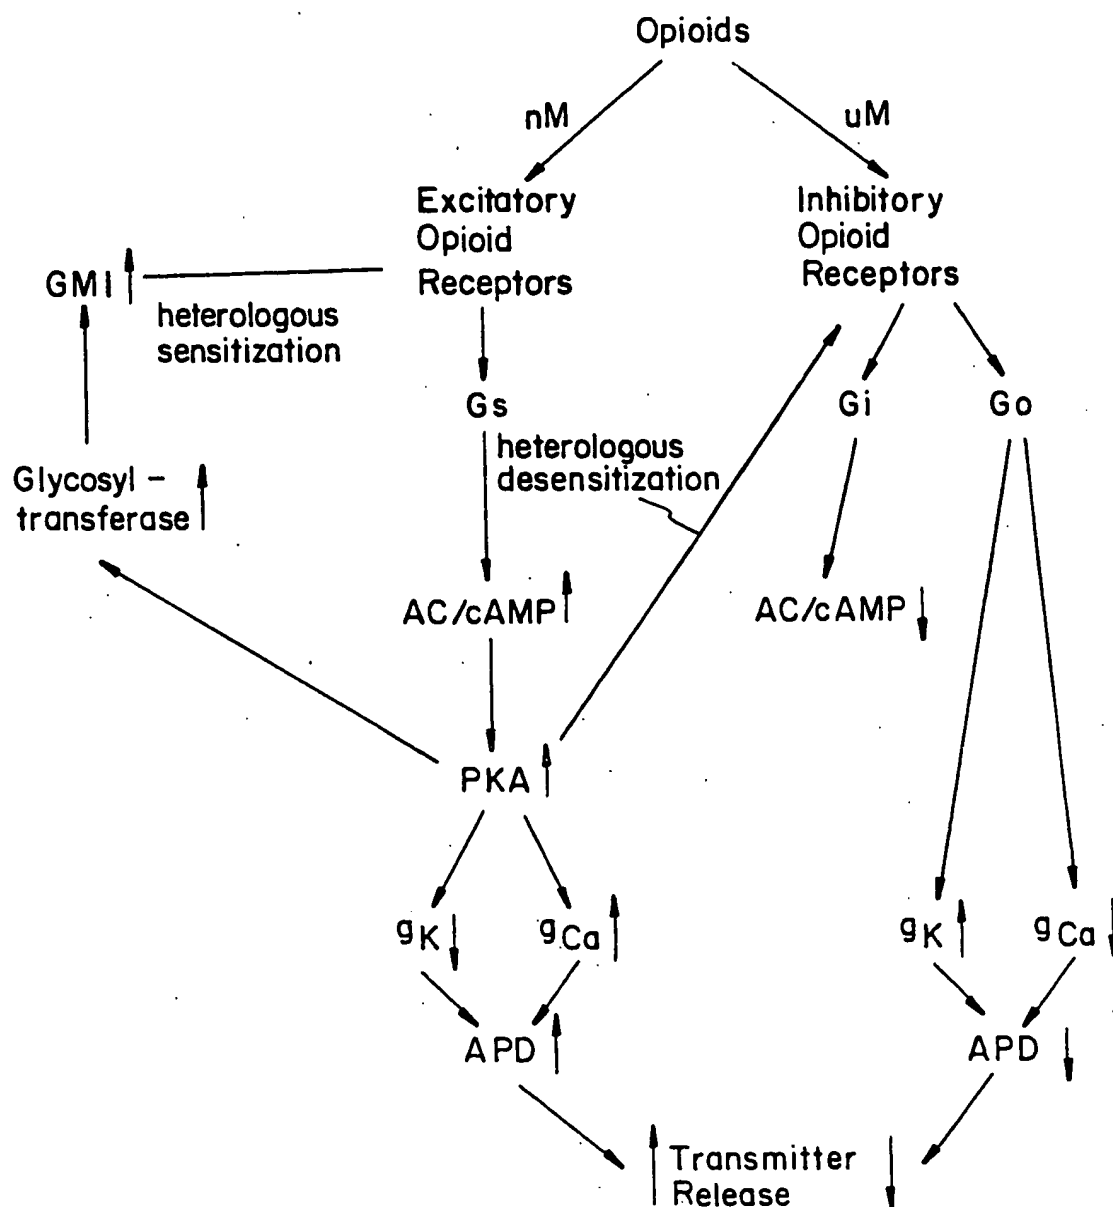 Opioids
nM
uM
Excitatory
Opioid
Receptors
Inhibitory
Opioid
Receptors
GMI
heterologous
sensitization
Gs
Gi
Go
heterologous
desensitization
Glycosyl -
transferase
AC/cAMP
AC/cAMP
PKA
gK
gCa
gK
gCa
APD
APD
Transmitter
Release